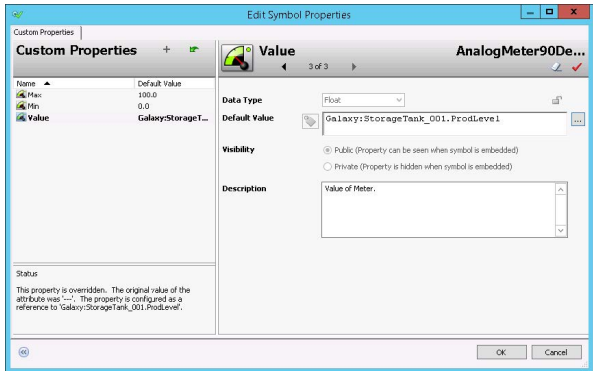 Edit Symbol Properties
Custom Properties
Custom Properties
Name Default Value
Max 100.0
Min 0.0
Value Galaxy:StorageT...
Status
This property is overridden. The original value of the
attribute was '---'. The property is configured as a
reference to 'Galaxy:StorageTank_001.ProdLevel'.
Value AnalogMeter90De...
3 of 3
Data Type Float
Default Value Galaxy:StorageTank_001.ProdLevel ...
Visibility Public (Property can be seen when symbol is embedded)
Private (Property is hidden when symbol is embedded)
Description Value of Meter.
OK Cancel